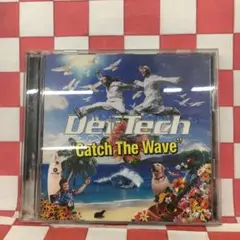 Def Tech
"Catch The Wave"